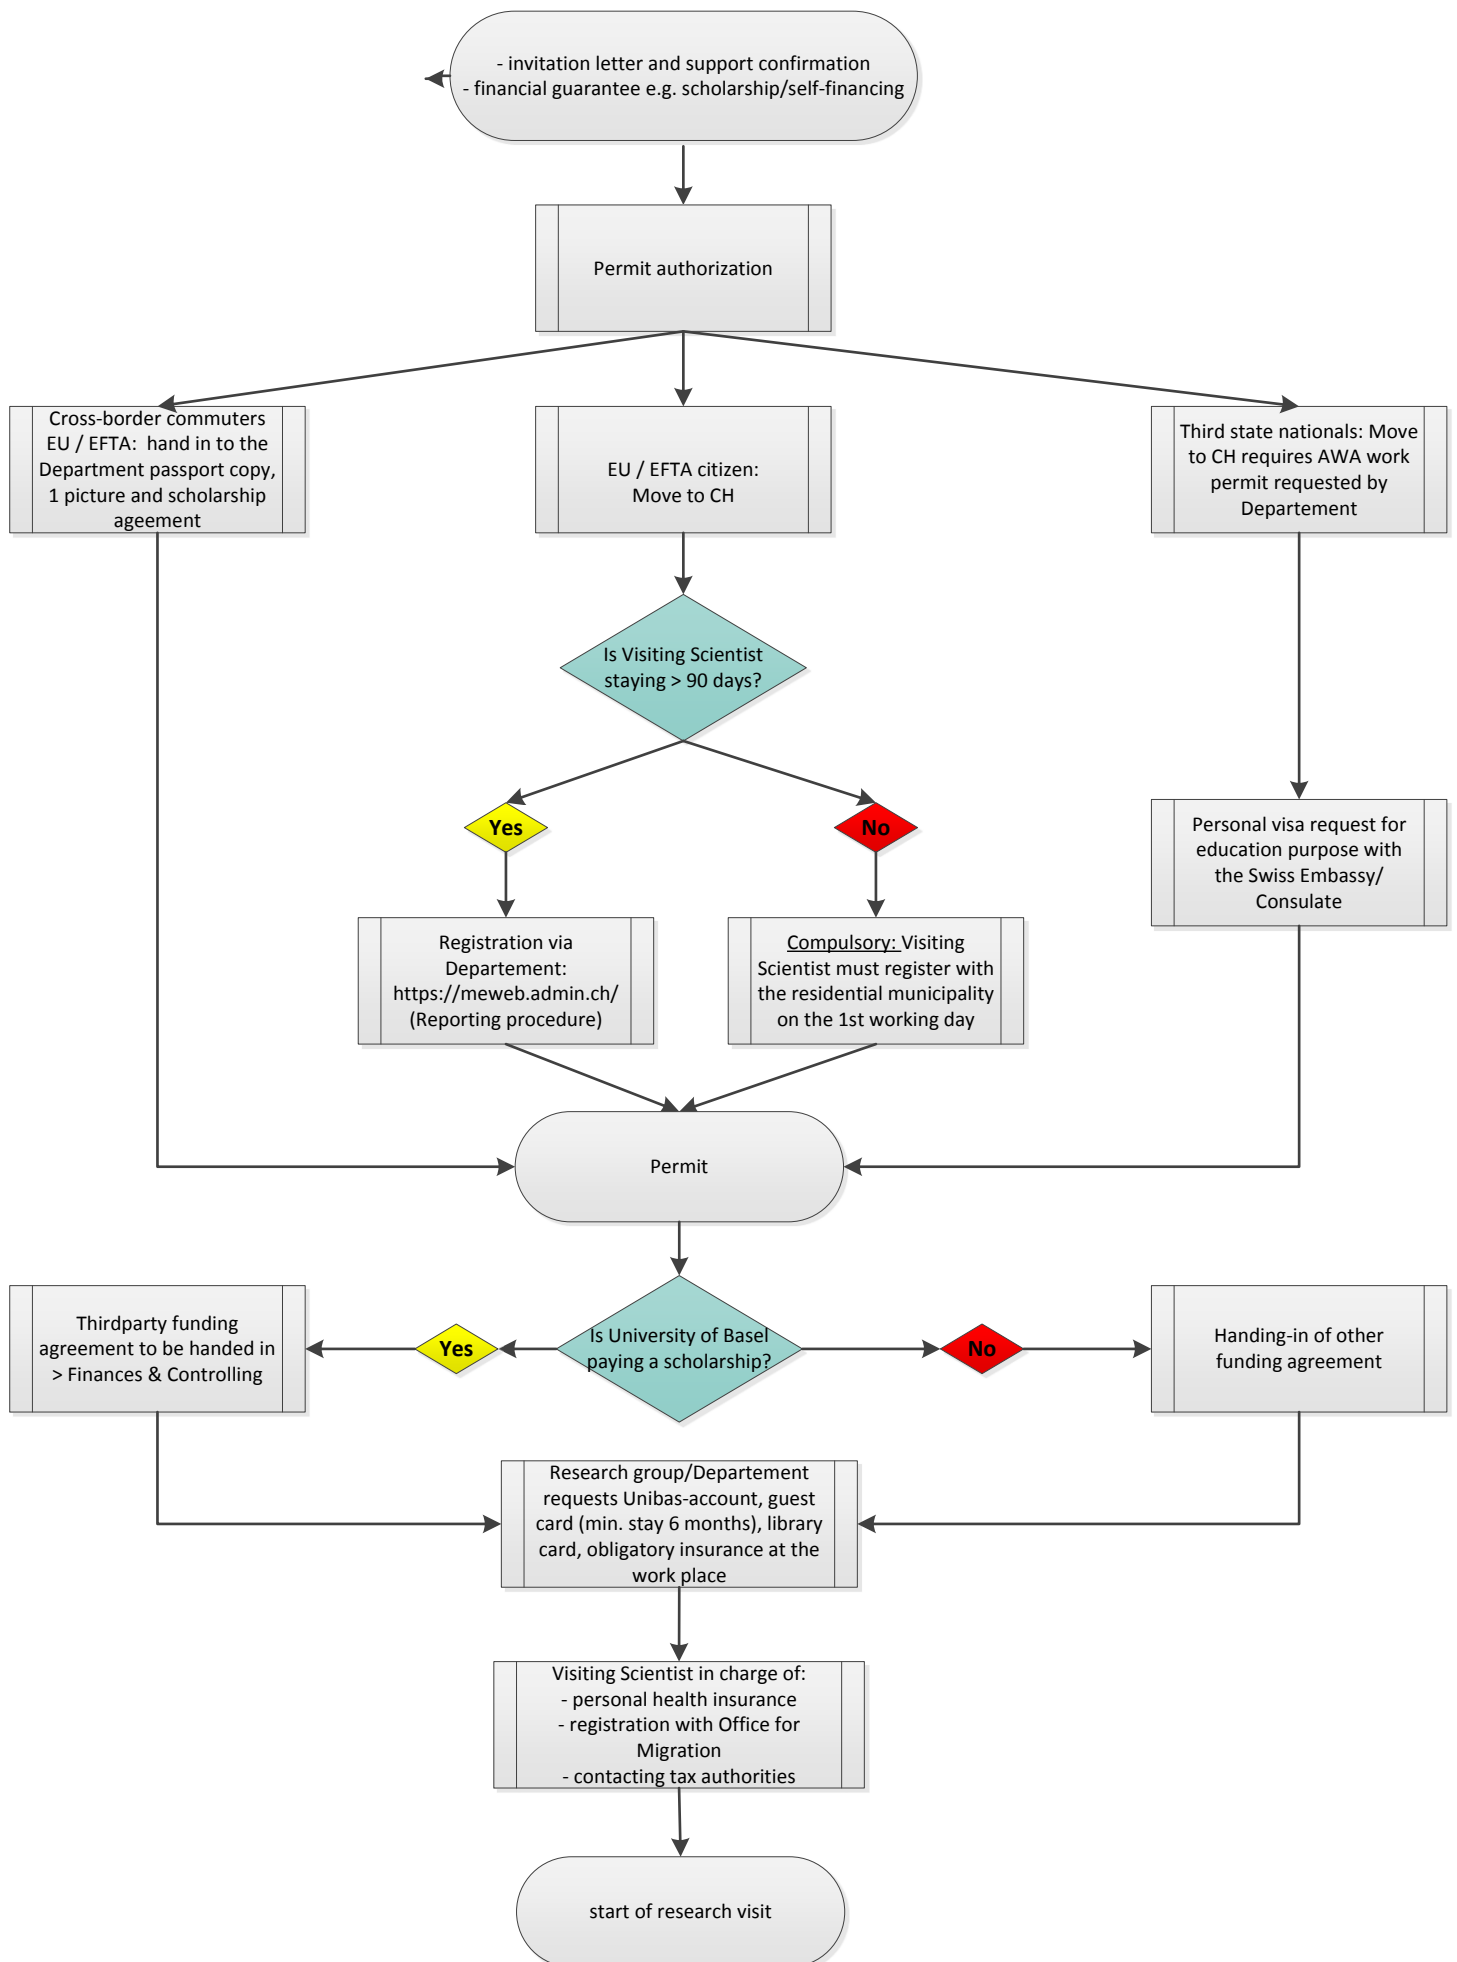 - invitation letter and support confirmation
- financial guarantee e.g. scholarship/self-financing
Permit authorization
Cross-border commuters
EU / EFTA:  hand in to the
Department passport copy,
1 picture and scholarship
ageement
EU / EFTA citizen:
Move to CH
Third state nationals: Move
to CH requires AWA work
permit requested by
Departement
Is Visiting Scientist
staying > 90 days?
Yes
No
Personal visa request for
education purpose with
the Swiss Embassy/
Consulate
Registration via
Departement:
https://meweb.admin.ch/
(Reporting procedure)
Compulsory: Visiting
Scientist must register with
the residential municipality
on the 1st working day
Permit
Thirdparty funding
agreement to be handed in
> Finances & Controlling
Yes
Is University of Basel
paying a scholarship?
No
Handing-in of other
funding agreement
Research group/Departement
requests Unibas-account, guest
card (min. stay 6 months), library
card, obligatory insurance at the
work place
Visiting Scientist in charge of:
- personal health insurance
- registration with Office for
Migration
- contacting tax authorities
start of research visit